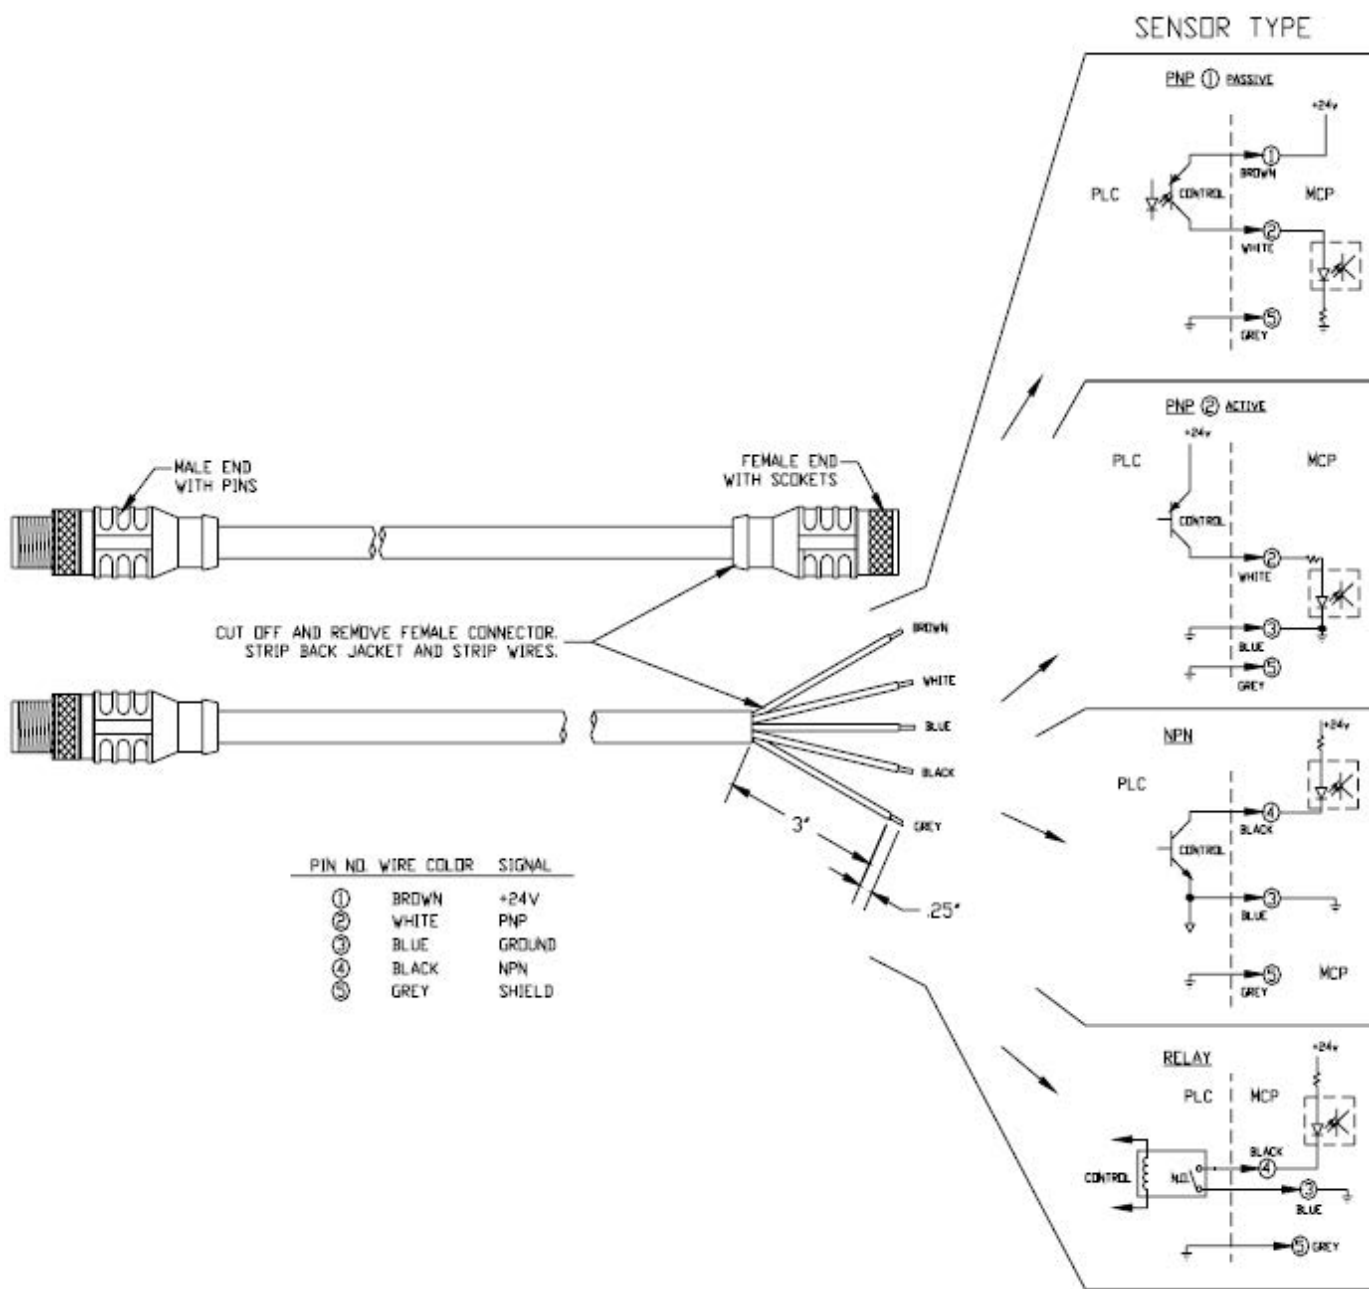 SENSOR TYPE
PNP ① PASSIVE
+24v
①
BROWN
PLC
CONTROL
MCP
②
WHITE
⑤
GREY
PNP ② ACTIVE
+24v
PLC
MCP
CONTROL
②
WHITE
③
BLUE
⑤
GREY
NPN
+24v
PLC
④
BLACK
CONTROL
③
BLUE
⑤
GREY
MCP
RELAY
+24v
PLC
MCP
BLACK
④
CONTROL
N.O.
③
BLUE
⑤ GREY
MALE END
WITH PINS
FEMALE END
WITH SCOKETS
CUT OFF AND REMOVE FEMALE CONNECTOR.
STRIP BACK JACKET AND STRIP WIRES.
BROWN
WHITE
BLUE
BLACK
GREY
3"
.25"
PIN NO. WIRE COLOR SIGNAL
① BROWN +24V
② WHITE PNP
③ BLUE GROUND
④ BLACK NPN
⑤ GREY SHIELD